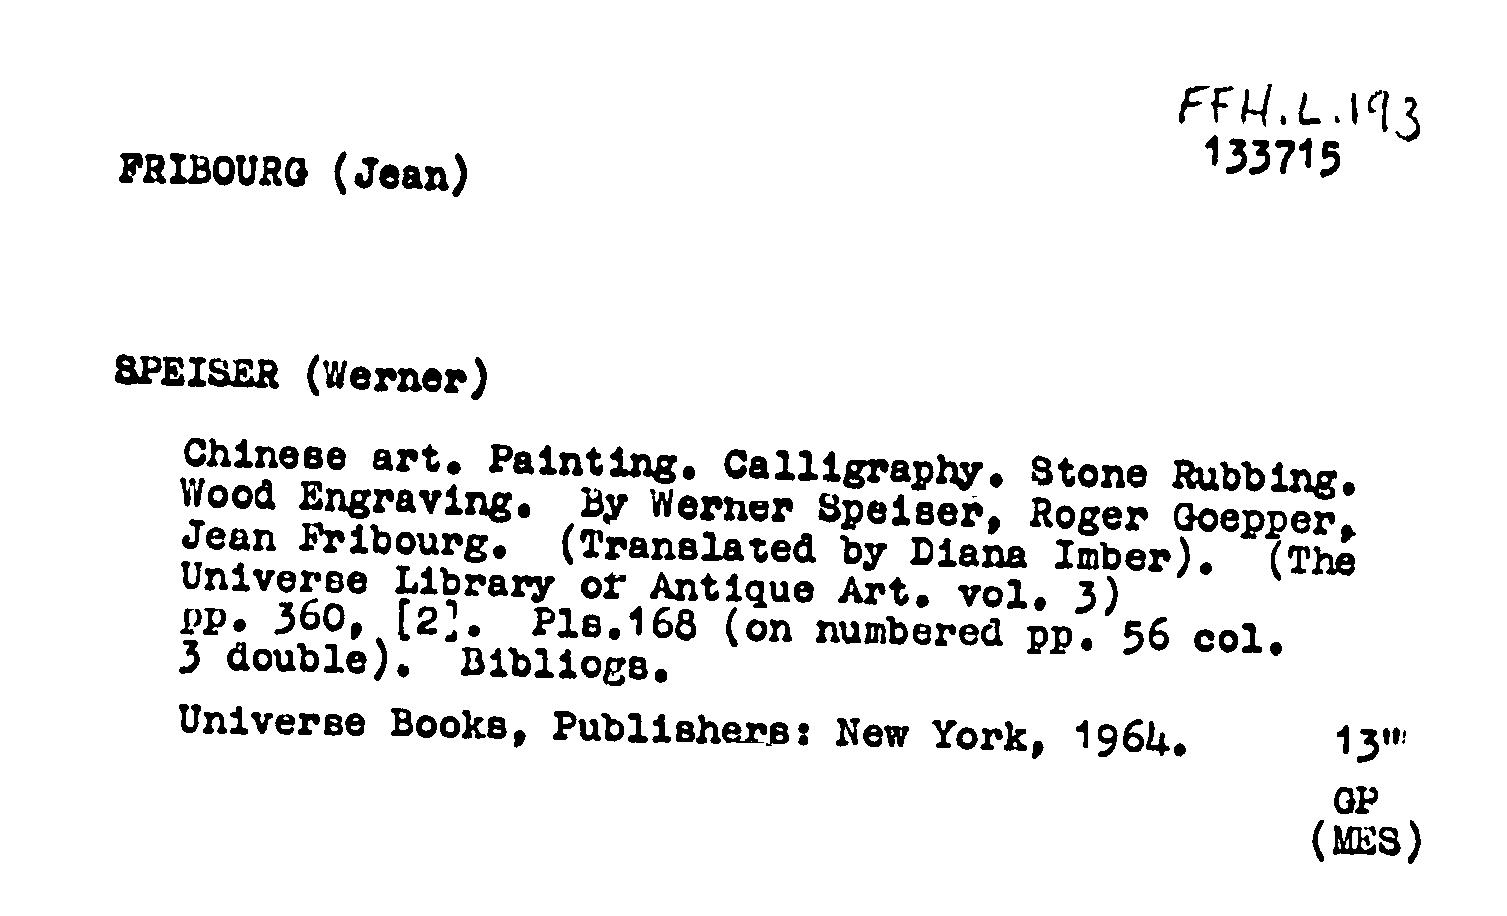 FFH.L.193
133715
FRIBOURG (Jean)
SPEISER (Werner)
Chinese art. Painting. Calligraphy. Stone Rubbing.
Wood Engraving. By Werner Speiser, Roger Goepper,
Jean Fribourg. (Translated by Diana Imber). (The
Universe Library of Antique Art. vol. 3)
pp. 360, [2]. Pls.168 (on numbered pp. 56 col.
3 double). Bibliogs.
Universe Books, Publishers: New York, 1964.
13"'
GP
(MES)